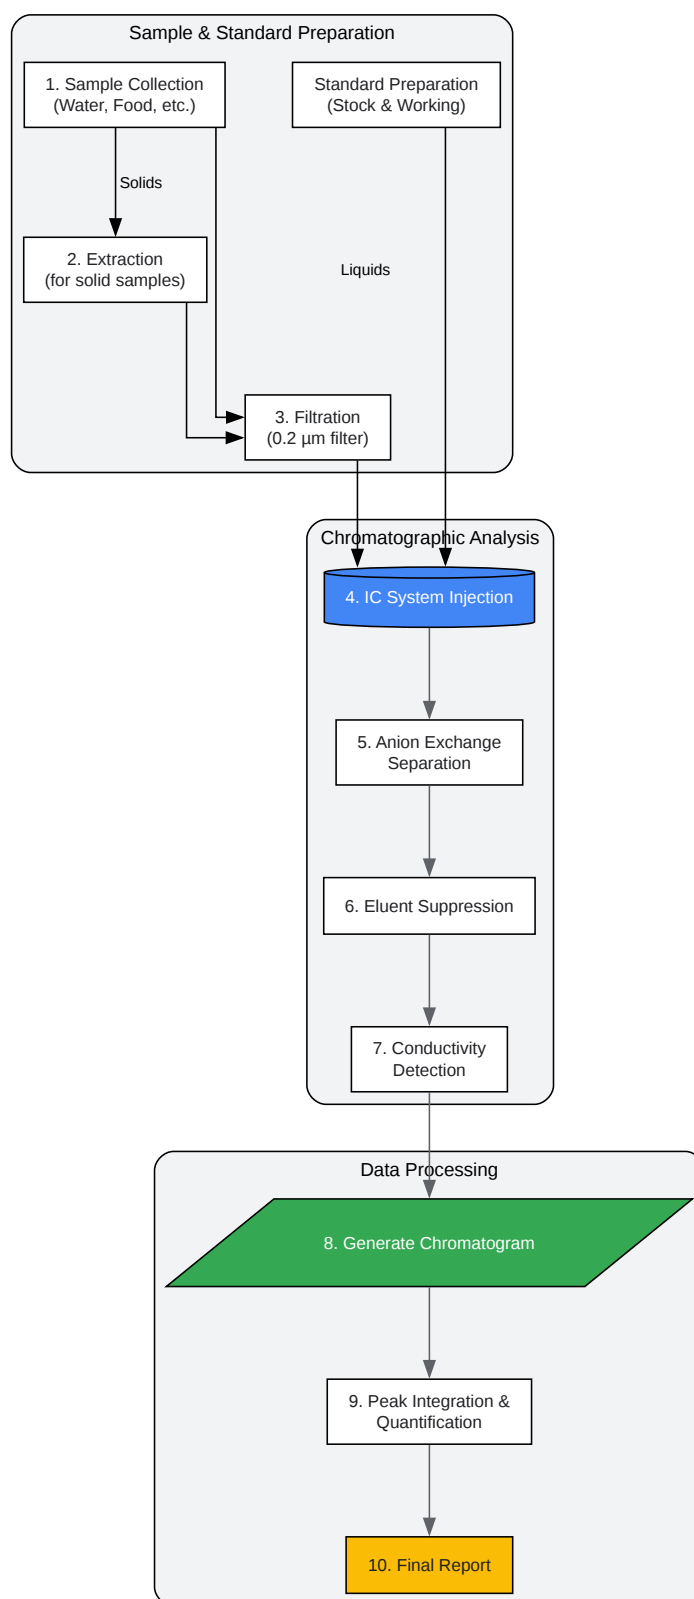 Sample & Standard Preparation
1. Sample Collection
(Water, Food, etc.)
Standard Preparation
(Stock & Working)
Solids
2. Extraction
(for solid samples)
Liquids
3. Filtration
(0.2 µm filter)
Chromatographic Analysis
4. IC System Injection
5. Anion Exchange
Separation
6. Eluent Suppression
7. Conductivity
Detection
Data Processing
8. Generate Chromatogram
9. Peak Integration &
Quantification
10. Final Report